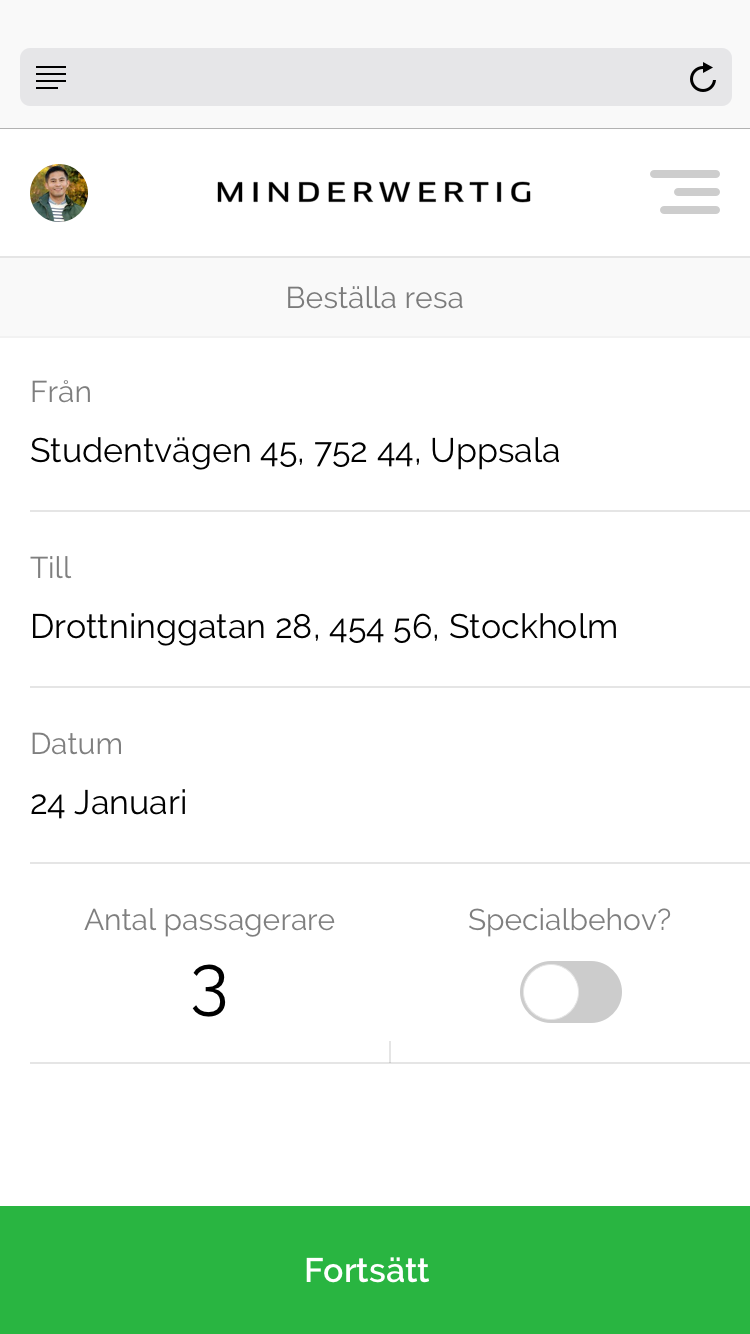 MINDERWERTIG
Beställa resa
Från
Studentvägen 45, 752 44, Uppsala
Till
Drottninggatan 28, 454 56, Stockholm
Datum
24 Januari
Antal passagerare
Specialbehov?
3
Fortsätt